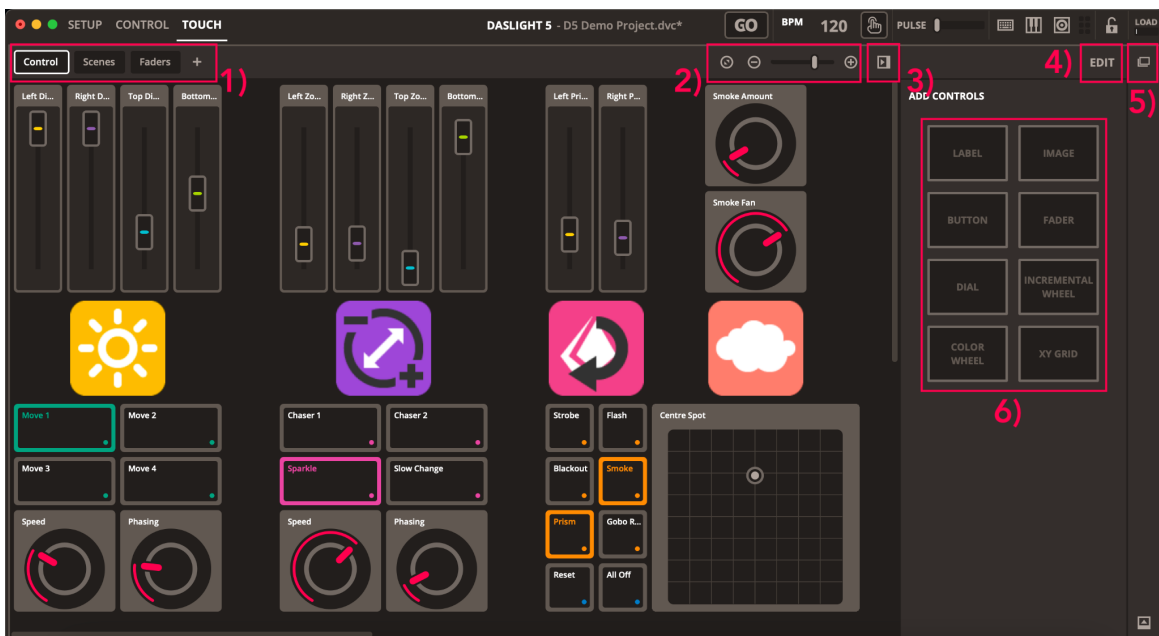 SETUP CONTROL TOUCH DASLIGHT 5 - D5 Demo Project.dvc* GO BPM 120 PULSE LOAD
Control Scenes Faders + EDIT
1) 2) 3) 4) 5)
Left Di... Right D... Top Di... Bottom... Left Zo... Right Z... Top Zo... Bottom... Left Pri... Right P... Smoke Amount ADD CONTROLS
LABEL IMAGE
Smoke Fan
BUTTON FADER
DIAL INCREMENTAL WHEEL
COLOR WHEEL XY GRID
6)
Move 1 Move 2 Chaser 1 Chaser 2 Strobe Flash Centre Spot
Move 3 Move 4 Sparkle Slow Change Blackout Smoke
Speed Phasing Speed Phasing Prism Gobo R...
Reset All Off